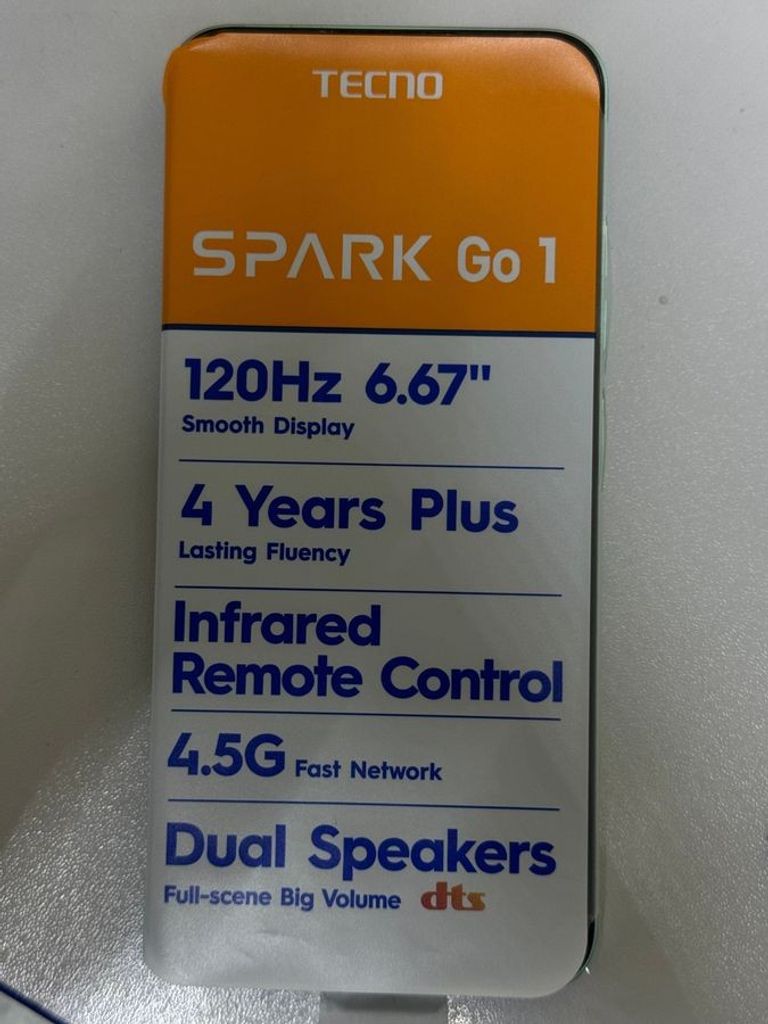 TECNO
SPARK Go 1
120Hz 6.67"
Smooth Display
4 Years Plus
Lasting Fluency
Infrared
Remote Control
4.5G Fast Network
Dual Speakers
Full-scene Big Volume dts